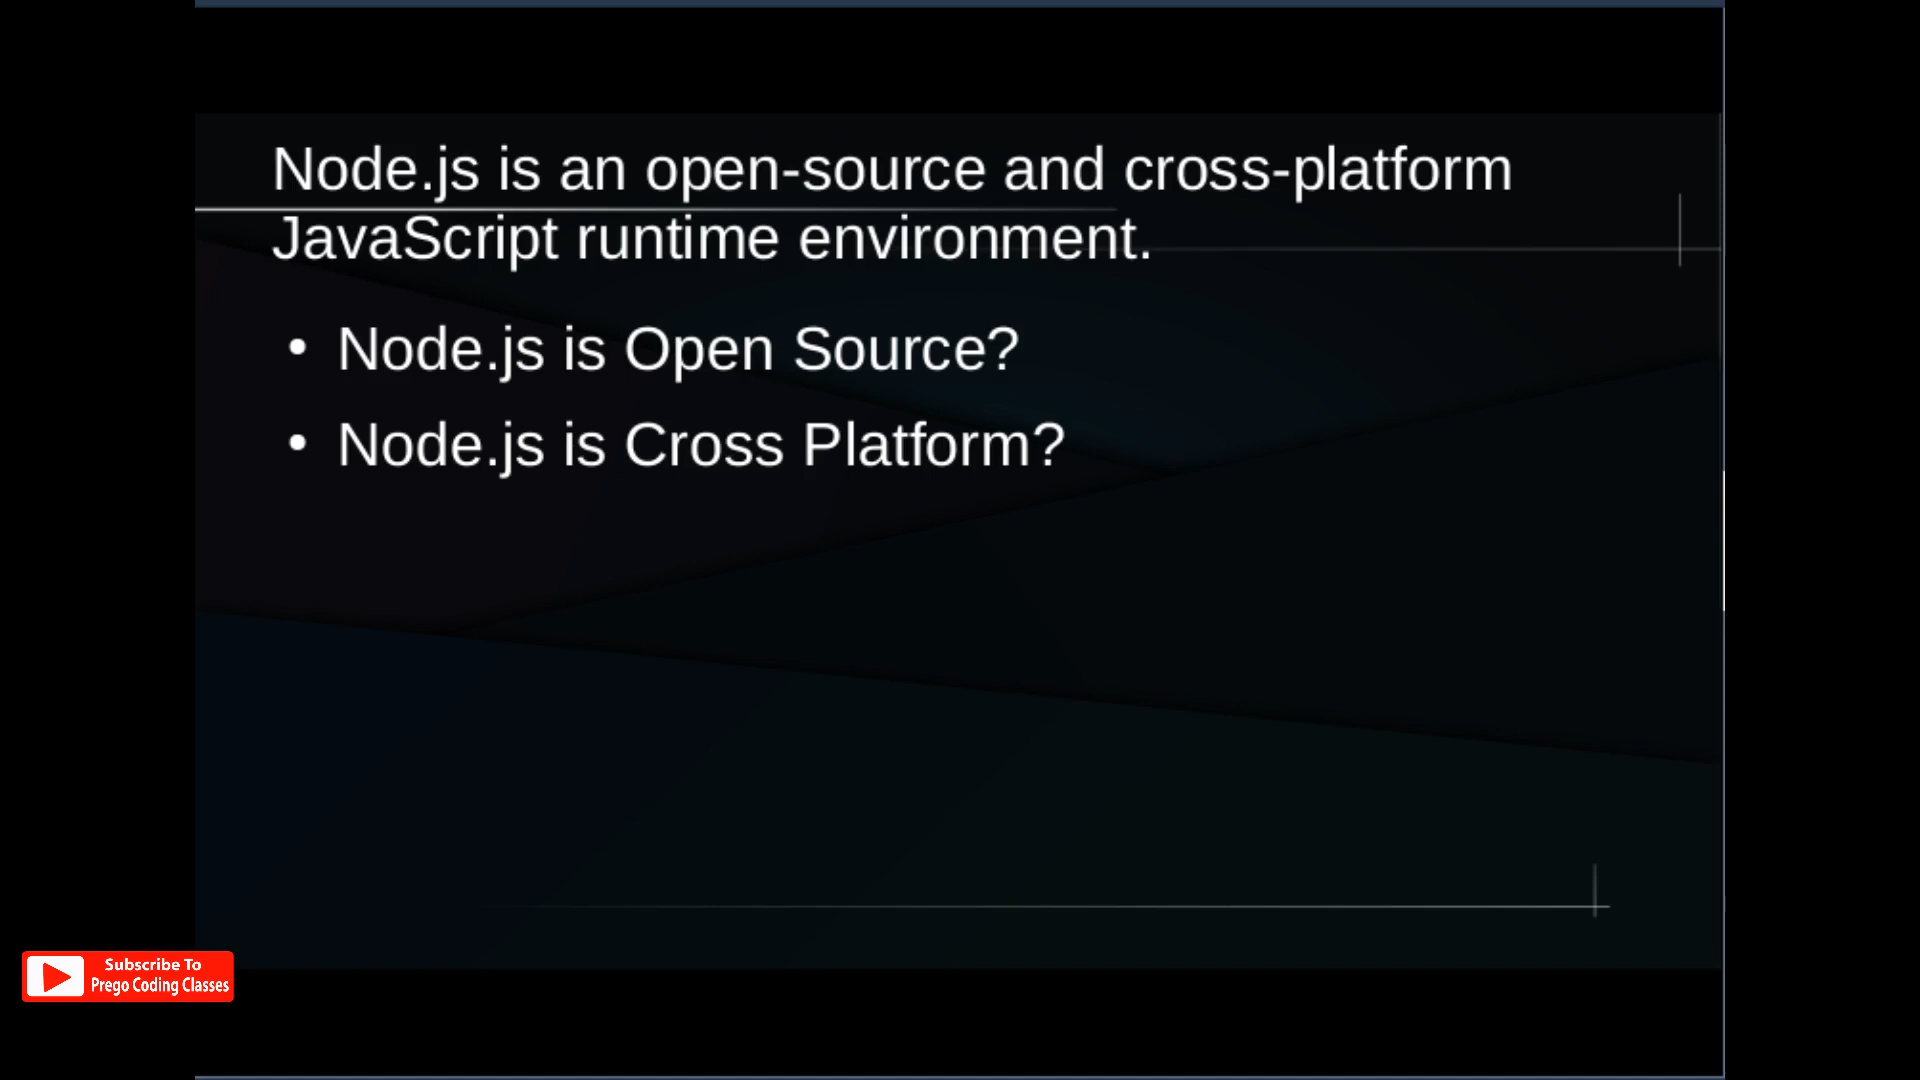 Node.js is an open-source and cross-platform
JavaScript runtime environment.
• Node.js is Open Source?
• Node.js is Cross Platform?
Subscribe To
Prego Coding Classes